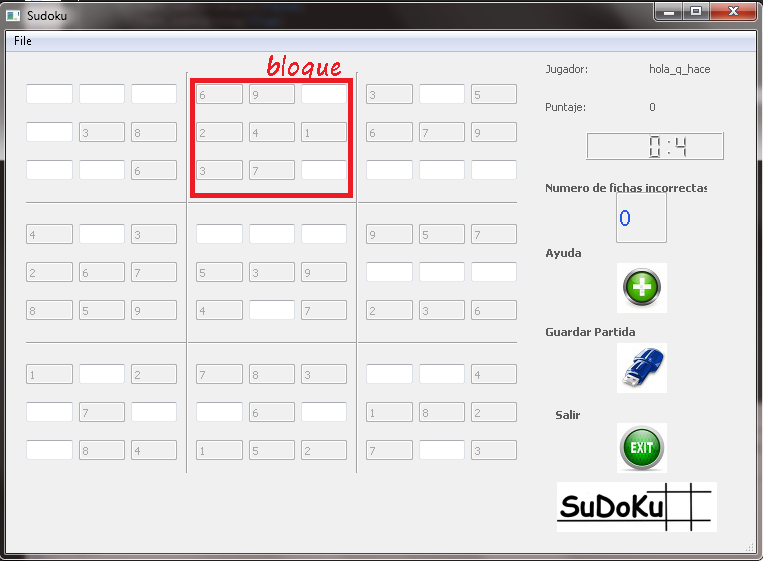 Sudoku
File
bloque
6 9 3 5
3 8 2 4 1 6 7 9
6 3 7
4 3 9 5 7
2 6 7 5 3 9
8 5 9 4 7 2 3 6
1 2 7 8 3 4
7 6 1 8 2
8 4 1 5 2 7 3
Jugador: hola_q_hace
Puntaje: 0
0:4
Numero de fichas incorrectas
0
Ayuda
Guardar Partida
Salir
EXIT
SuDoKu